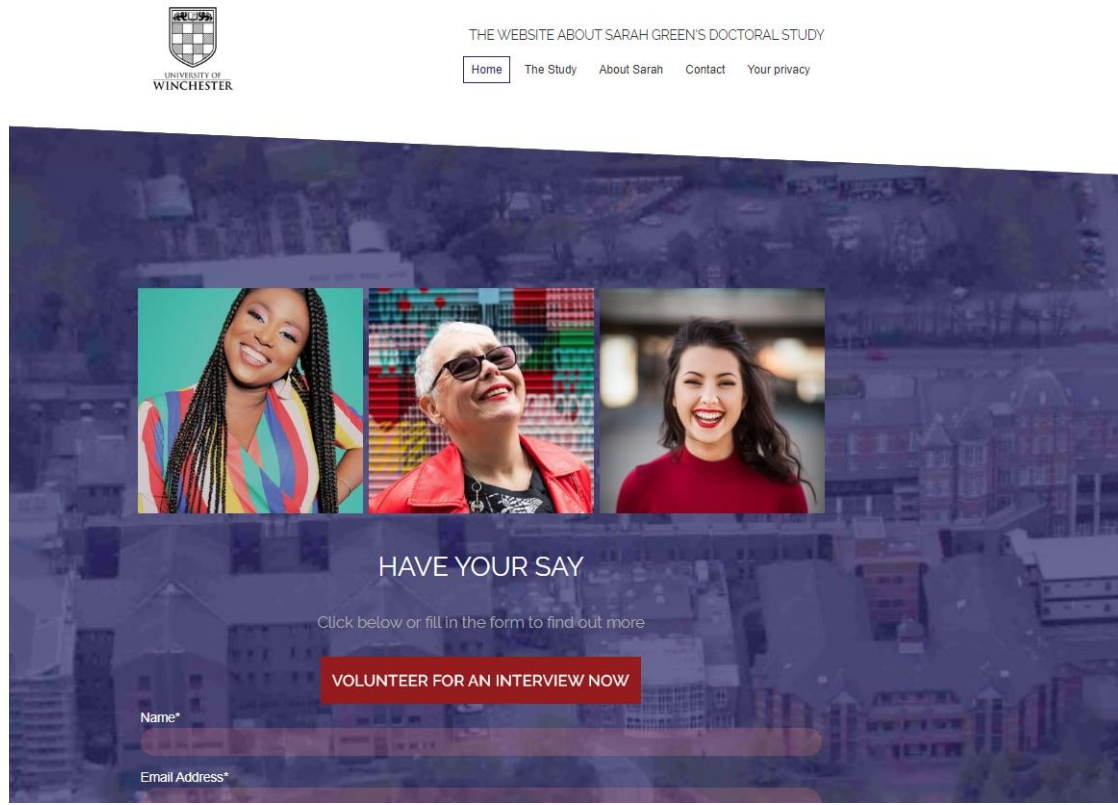 UNIVERSITY OF
WINCHESTER
THE WEBSITE ABOUT SARAH GREEN'S DOCTORAL STUDY
Home The Study About Sarah Contact Your privacy
HAVE YOUR SAY
Click below or fill in the form to find out more
VOLUNTEER FOR AN INTERVIEW NOW
Name*
Email Address*